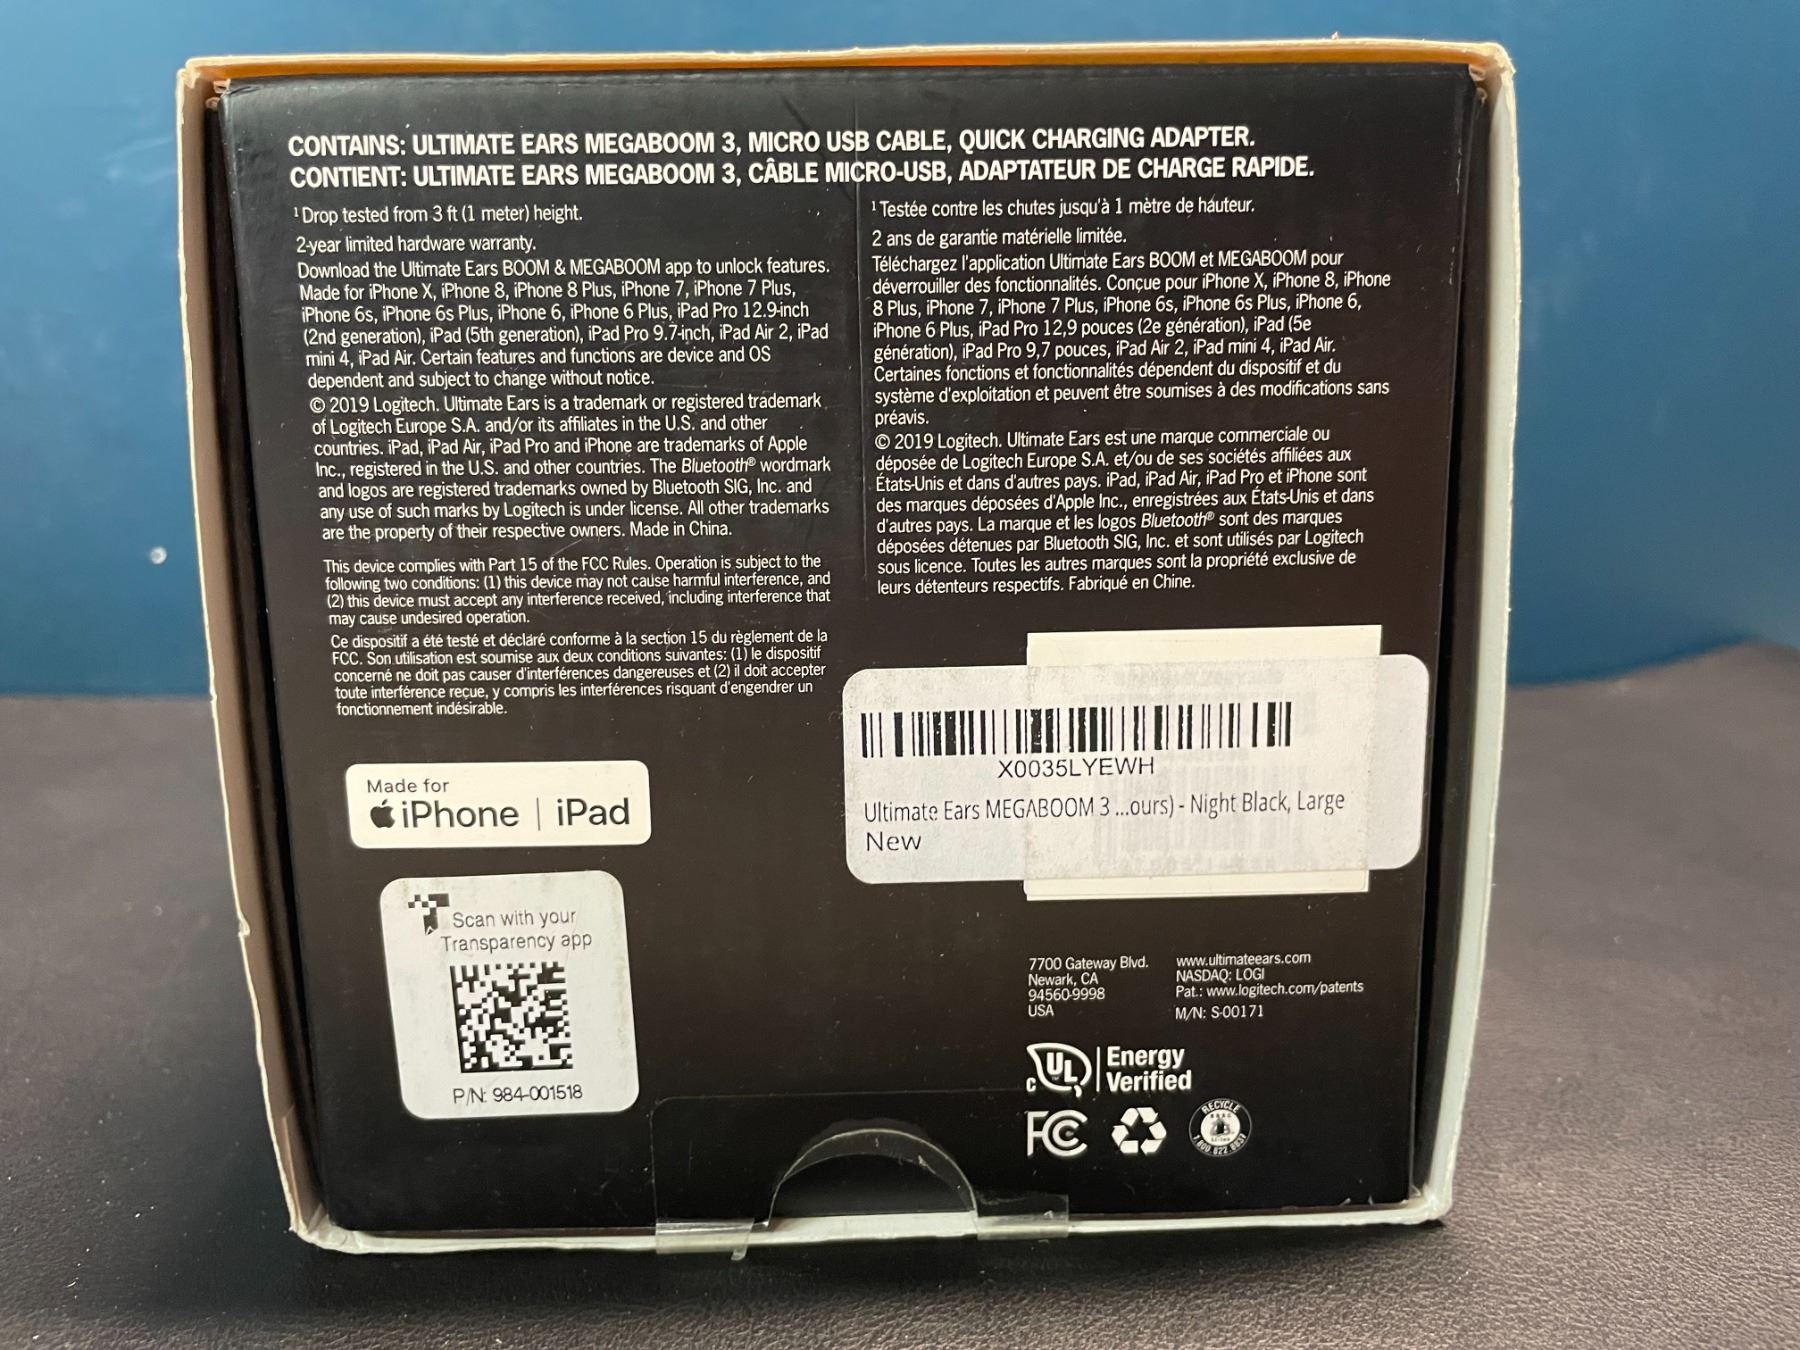 CONTAINS: ULTIMATE EARS MEGABOOM 3, MICRO USB CABLE, QUICK CHARGING ADAPTER.
CONTIENT: ULTIMATE EARS MEGABOOM 3, CÂBLE MICRO-USB, ADAPTATEUR DE CHARGE RAPIDE.
¹ Drop tested from 3 ft (1 meter) height.
2-year limited hardware warranty.
Download the Ultimate Ears BOOM & MEGABOOM app to unlock features.
Made for iPhone X, iPhone 8, iPhone 8 Plus, iPhone 7, iPhone 7 Plus,
iPhone 6s, iPhone 6s Plus, iPhone 6, iPhone 6 Plus, iPad Pro 12.9-inch
(2nd generation), iPad (5th generation), iPad Pro 9.7-inch, iPad Air 2, iPad
mini 4, iPad Air. Certain features and functions are device and OS
dependent and subject to change without notice.
© 2019 Logitech. Ultimate Ears is a trademark or registered trademark
of Logitech Europe S.A. and/or its affiliates in the U.S. and other
countries. iPad, iPad Air, iPad Pro and iPhone are trademarks of Apple
Inc., registered in the U.S. and other countries. The Bluetooth® wordmark
and logos are registered trademarks owned by Bluetooth SIG, Inc. and
any use of such marks by Logitech is under license. All other trademarks
are the property of their respective owners. Made in China.
This device complies with Part 15 of the FCC Rules. Operation is subject to the
following two conditions: (1) this device may not cause harmful interference, and
(2) this device must accept any interference received, including interference that
may cause undesired operation.
Ce dispositif a été testé et déclaré conforme à la section 15 du règlement de la
FCC. Son utilisation est soumise aux deux conditions suivantes: (1) le dispositif
concerné ne doit pas causer d'interférences dangereuses et (2) il doit accepter
toute interférence reçue, y compris les interférences risquant d'engendrer un
fonctionnement indésirable.
¹ Testée contre les chutes jusqu'à 1 mètre de hauteur.
2 ans de garantie matérielle limitée.
Téléchargez l'application Ultimate Ears BOOM et MEGABOOM pour
déverrouiller des fonctionnalités. Conçue pour iPhone X, iPhone 8, iPhone
8 Plus, iPhone 7, iPhone 7 Plus, iPhone 6s, iPhone 6s Plus, iPhone 6,
iPhone 6 Plus, iPad Pro 12,9 pouces (2e génération), iPad (5e
génération), iPad Pro 9,7 pouces, iPad Air 2, iPad mini 4, iPad Air.
Certaines fonctions et fonctionnalités dépendent du dispositif et du
système d'exploitation et peuvent être soumises à des modifications sans
préavis.
© 2019 Logitech. Ultimate Ears est une marque commerciale ou
déposée de Logitech Europe S.A. et/ou de ses sociétés affiliées aux
États-Unis et dans d'autres pays. iPad, iPad Air, iPad Pro et iPhone sont
des marques déposées d'Apple Inc., enregistrées aux États-Unis et dans
d'autres pays. La marque et les logos Bluetooth® sont des marques
déposées détenues par Bluetooth SIG, Inc. et sont utilisés par Logitech
sous licence. Toutes les autres marques sont la propriété exclusive de
leurs détenteurs respectifs. Fabriqué en Chine.
X0035LYEWH
Ultimate Ears MEGABOOM 3 ...ours) - Night Black, Large
New
Made for
iPhone | iPad
Scan with your
Transparency app
P/N: 984-001518
7700 Gateway Blvd.
Newark, CA
94560-9998
USA
www.ultimateears.com
NASDAQ: LOGI
Pat.: www.logitech.com/patents
M/N: S-00171
c UL Energy
Verified
FC
RECYCLE